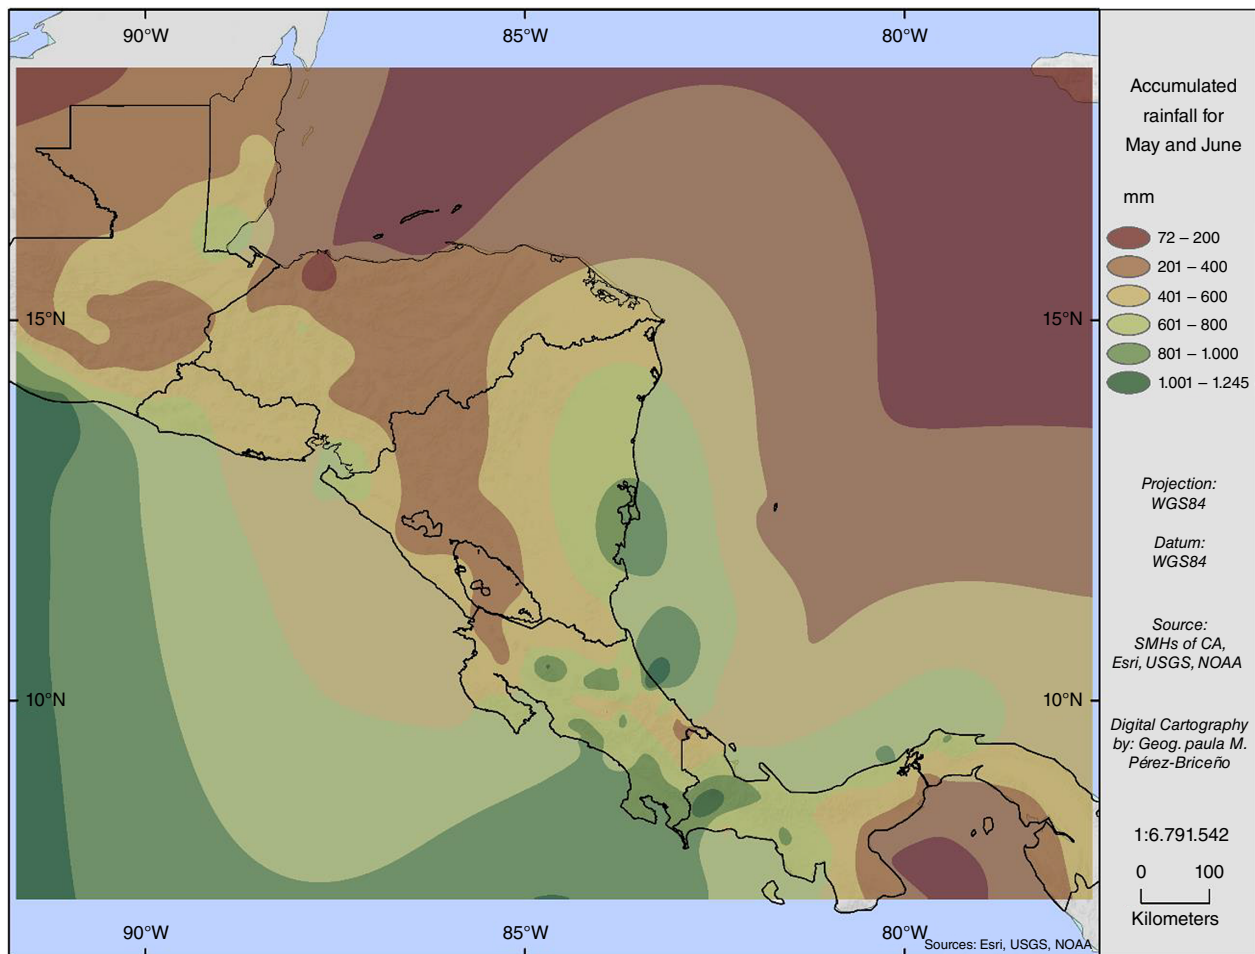 90°W 85°W 80°W
15°N 15°N
10°N 10°N
90°W 85°W 80°W
Sources: Esri, USGS, NOAA
Accumulated
rainfall for
May and June
mm
72 – 200
201 – 400
401 – 600
601 – 800
801 – 1.000
1.001 – 1.245
Projection:
WGS84
Datum:
WGS84
Source:
SMHs of CA,
Esri, USGS, NOAA
Digital Cartography
by: Geog. paula M.
Pérez-Briceño
1:6.791.542
0 100
Kilometers